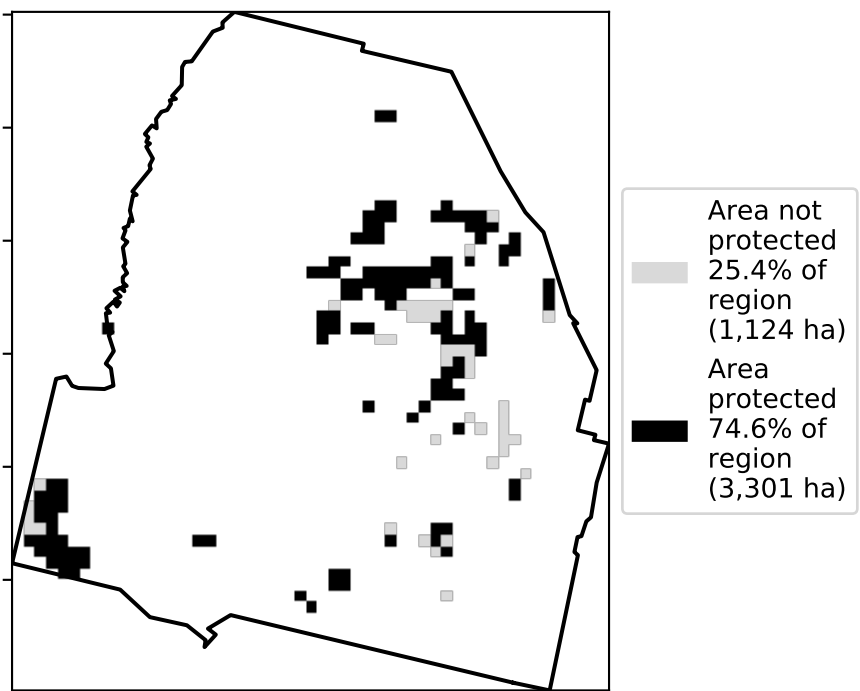 Area not
protected
25.4% of
region
(1,124 ha)
Area
protected
74.6% of
region
(3,301 ha)